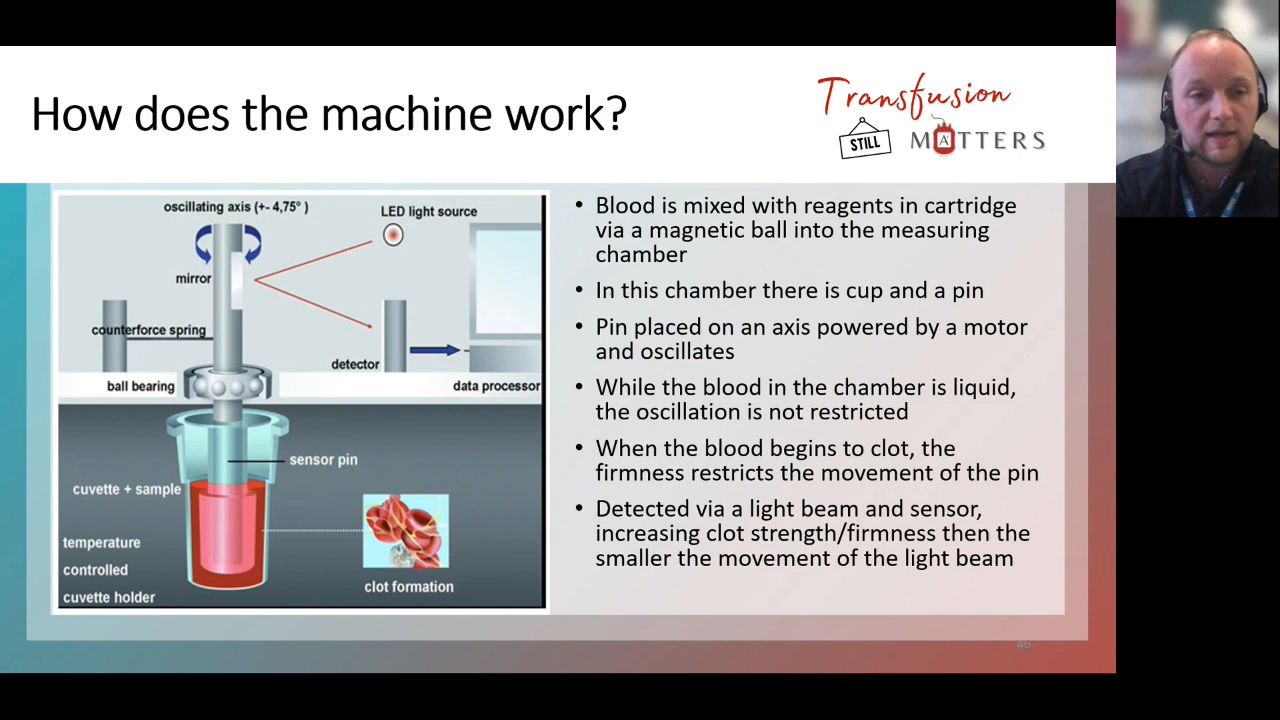 How does the machine work?
Transfusion
STILL
MATTERS
oscillating axis (+- 4,75° )
LED light source
mirror
counterforce spring
detector
ball bearing
data processor
sensor pin
cuvette + sample
temperature
controlled
cuvette holder
clot formation
• Blood is mixed with reagents in cartridge
via a magnetic ball into the measuring
chamber
• In this chamber there is cup and a pin
• Pin placed on an axis powered by a motor
and oscillates
• While the blood in the chamber is liquid,
the oscillation is not restricted
• When the blood begins to clot, the
firmness restricts the movement of the pin
• Detected via a light beam and sensor,
increasing clot strength/firmness then the
smaller the movement of the light beam
46